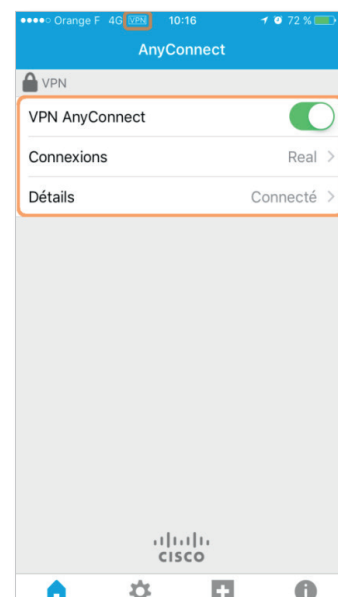 Orange F 4G VPN 10:16 72 %
AnyConnect
VPN
VPN AnyConnect
Connexions Real >
Détails Connecté >
CISCO